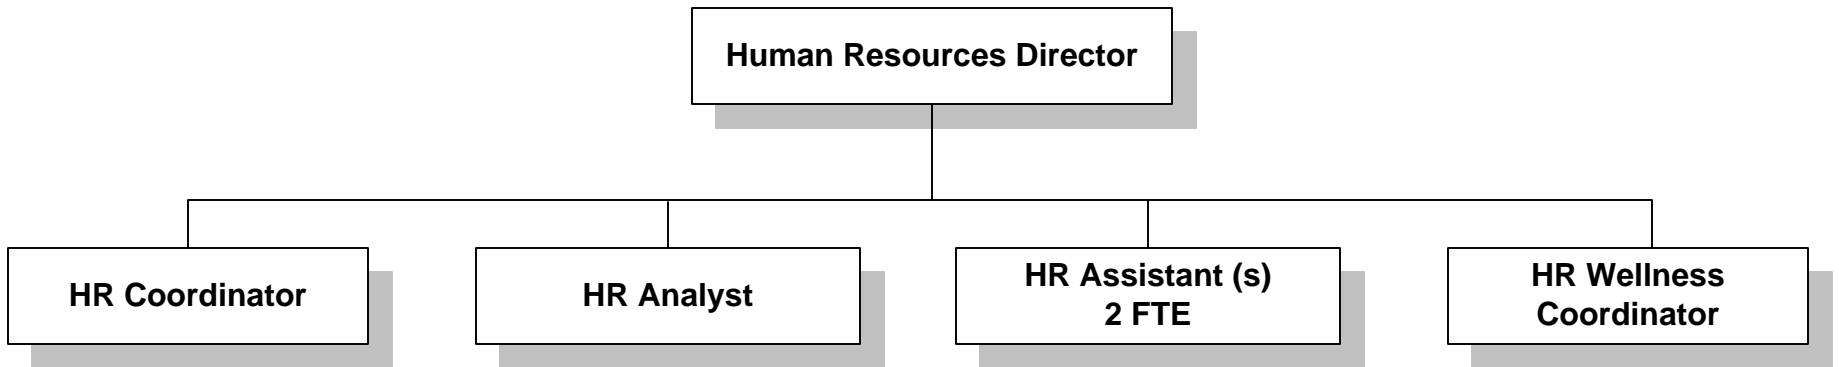 Human Resources Director
HR Coordinator
HR Analyst
HR Assistant (s)
2 FTE
HR Wellness
Coordinator